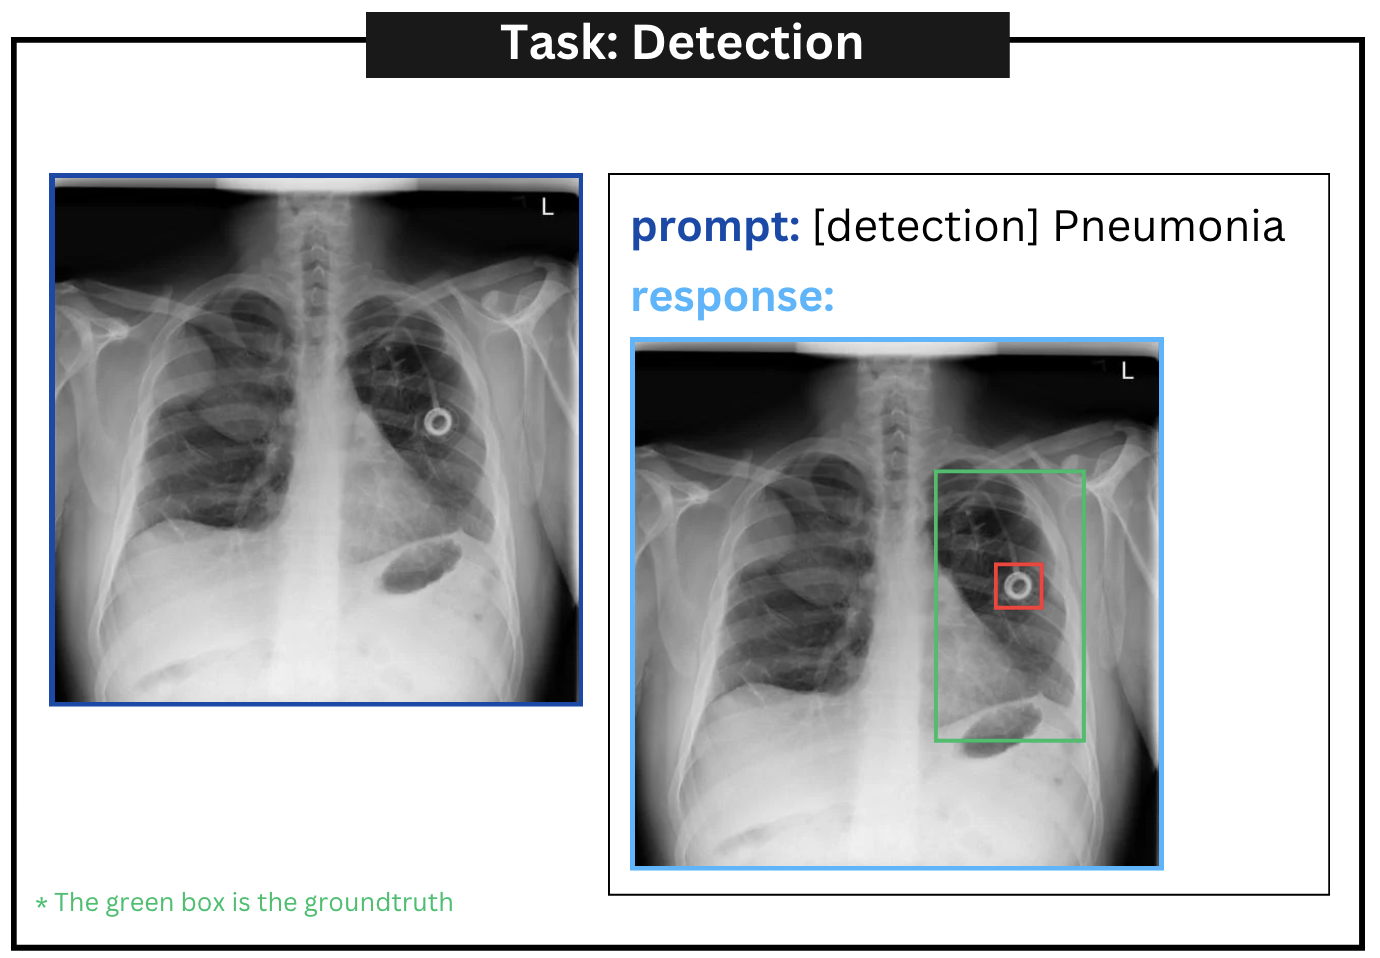 Task: Detection
L
prompt: [detection] Pneumonia
response:
L
* The green box is the groundtruth